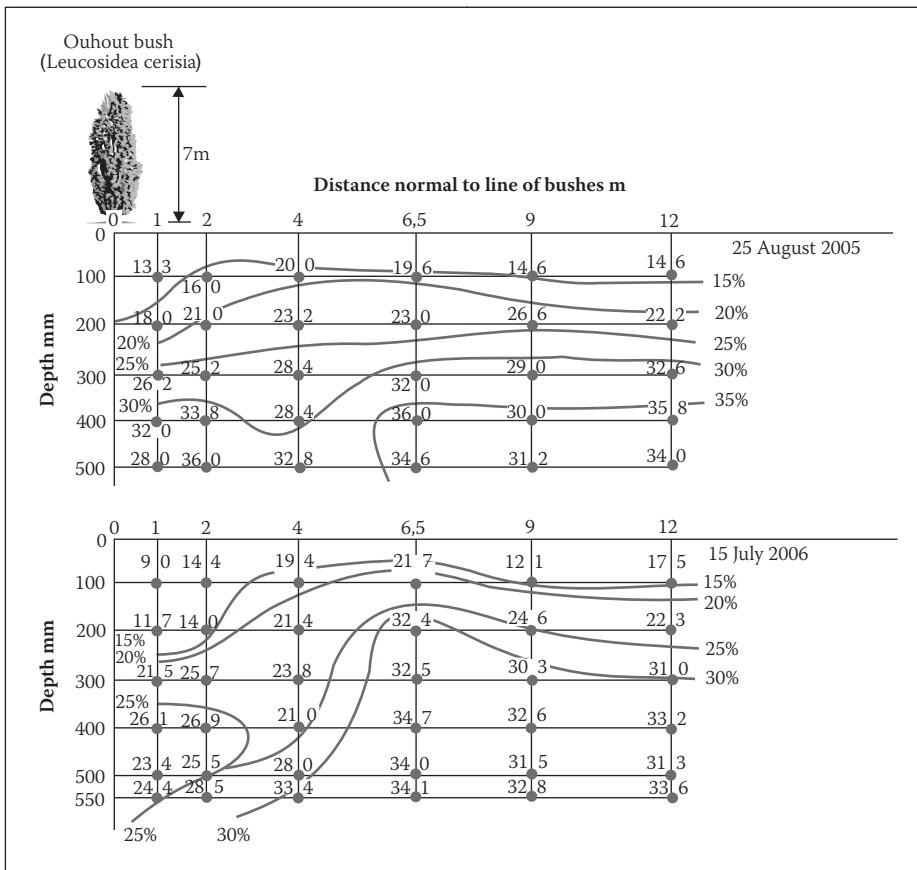 Ouhout bush
(Leucosidea cerisia)
7m
Distance normal to line of bushes m
0 1 2 4 6,5 9 12
0
25 August 2005
13 3 20 0 19 6 14 6 14 6
100
16 0
15%
18 0 21 0 23 2 23 0 26 6 22 2
20%
200
20%
25%
25%
25 2 28 4 29 0 32 6
30%
300
26 2 32 0
30%
33 8 28 4 36 0 30 0 35 8
35%
400
32 0
28 0 36 0 32 8 34 6 31 2 34 0
500
Depth mm
0 1 2 4 6,5 9 12
0
15 July 2006
9 0 14 4 19 4 21 7 12 1 17 5
100
15%
20%
11 7 14 0 21 4 32 4 24 6 22 3
200
15%
25%
20%
21 5 25 7 23 8 32 5 30 3 31 0
300
30%
25%
26 1 26 9 21 0 34 7 32 6 33 2
400
23 4 25 5 28 0 34 0 31 5 31 3
500
24 4 28 5 33 4 34 1 32 8 33 6
550
25% 30%
Depth mm